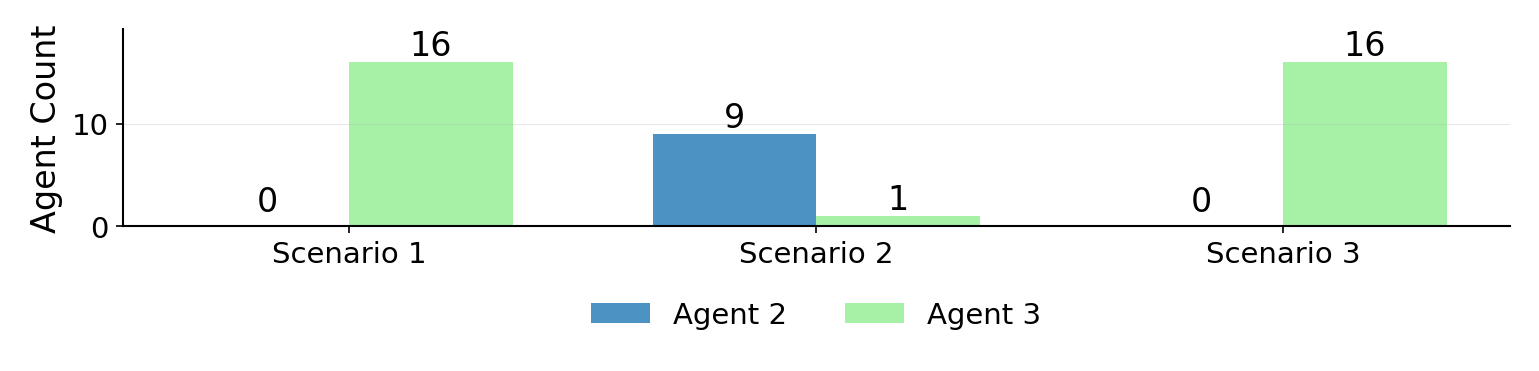 Agent Count
10
0
0
16
9
1
0
16
Scenario 1
Scenario 2
Scenario 3
Agent 2
Agent 3